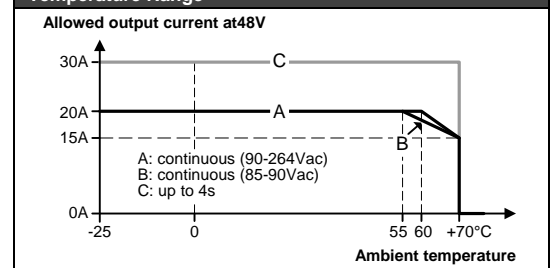 Temperature Range
Allowed output current at48V
30A
C
20A
A
15A
B
A: continuous (90-264Vac)
B: continuous (85-90Vac)
C: up to 4s
0A
-25 0 55 60 +70°C
Ambient temperature